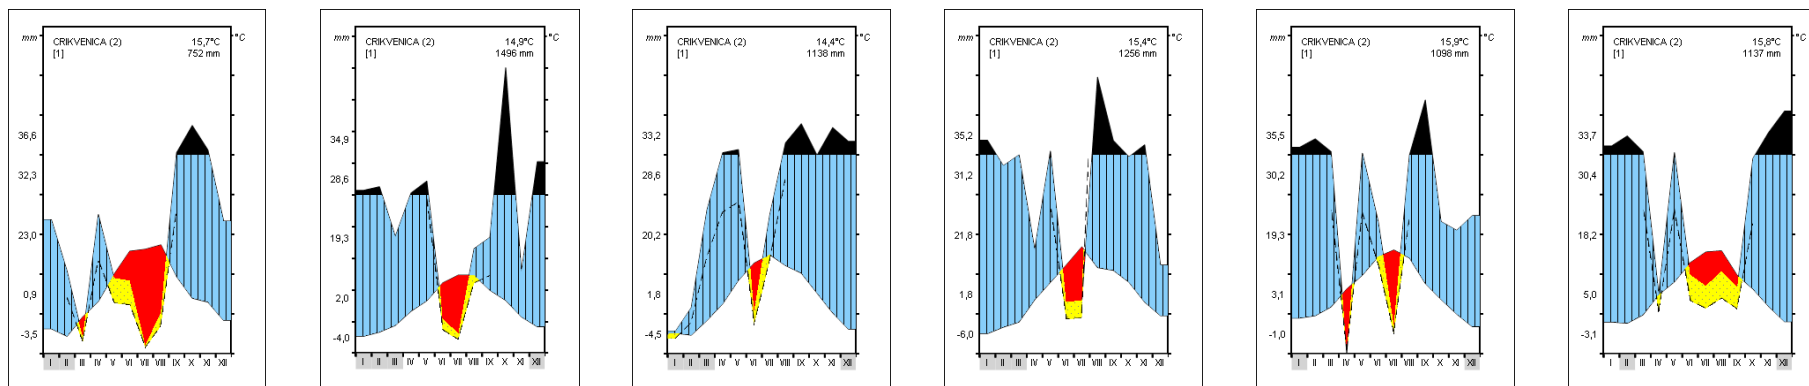 mm °C
CRIKVENICA (2) 15,7°C
[1] 752 mm
36,6
32,3
23,0
0,9
-3,5
I II III IV V VI VII VIII IX X XI XII
mm °C
CRIKVENICA (2) 14,9°C
[1] 1496 mm
34,9
28,6
19,3
2,0
-4,0
I II III IV V VI VII VIII IX X XI XII
mm °C
CRIKVENICA (2) 14,4°C
[1] 1138 mm
33,2
28,6
20,2
1,8
-4,5
I II III IV V VI VII VIII IX X XI XII
mm °C
CRIKVENICA (2) 15,4°C
[1] 1256 mm
35,2
31,2
21,8
1,8
-6,0
I II III IV V VI VII VIII IX X XI XII
mm °C
CRIKVENICA (2) 15,9°C
[1] 1098 mm
35,5
30,2
19,3
3,1
-1,0
I II III IV V VI VII VIII IX X XI XII
mm °C
CRIKVENICA (2) 15,8°C
[1] 1137 mm
33,7
30,4
18,2
5,0
-3,1
I II III IV V VI VII VIII IX X XI XII